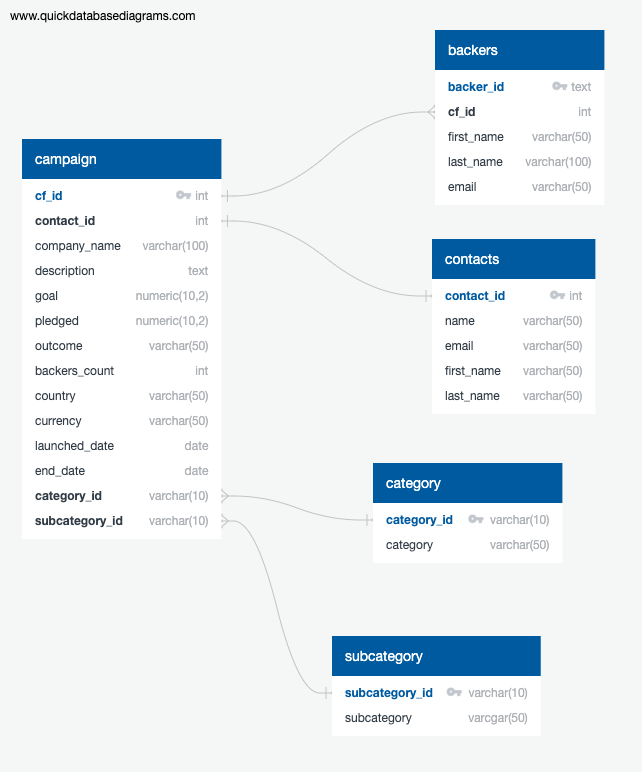 www.quickdatabasediagrams.com
backers
backer_id text
cf_id int
first_name varchar(50)
last_name varchar(100)
email varchar(50)
campaign
cf_id int
contact_id int
company_name varchar(100)
description text
goal numeric(10,2)
pledged numeric(10,2)
outcome varchar(50)
backers_count int
country varchar(50)
currency varchar(50)
launched_date date
end_date date
category_id varchar(10)
subcategory_id varchar(10)
contacts
contact_id int
name varchar(50)
email varchar(50)
first_name varchar(50)
last_name varchar(50)
category
category_id varchar(10)
category varchar(50)
subcategory
subcategory_id varchar(10)
subcategory varcgar(50)